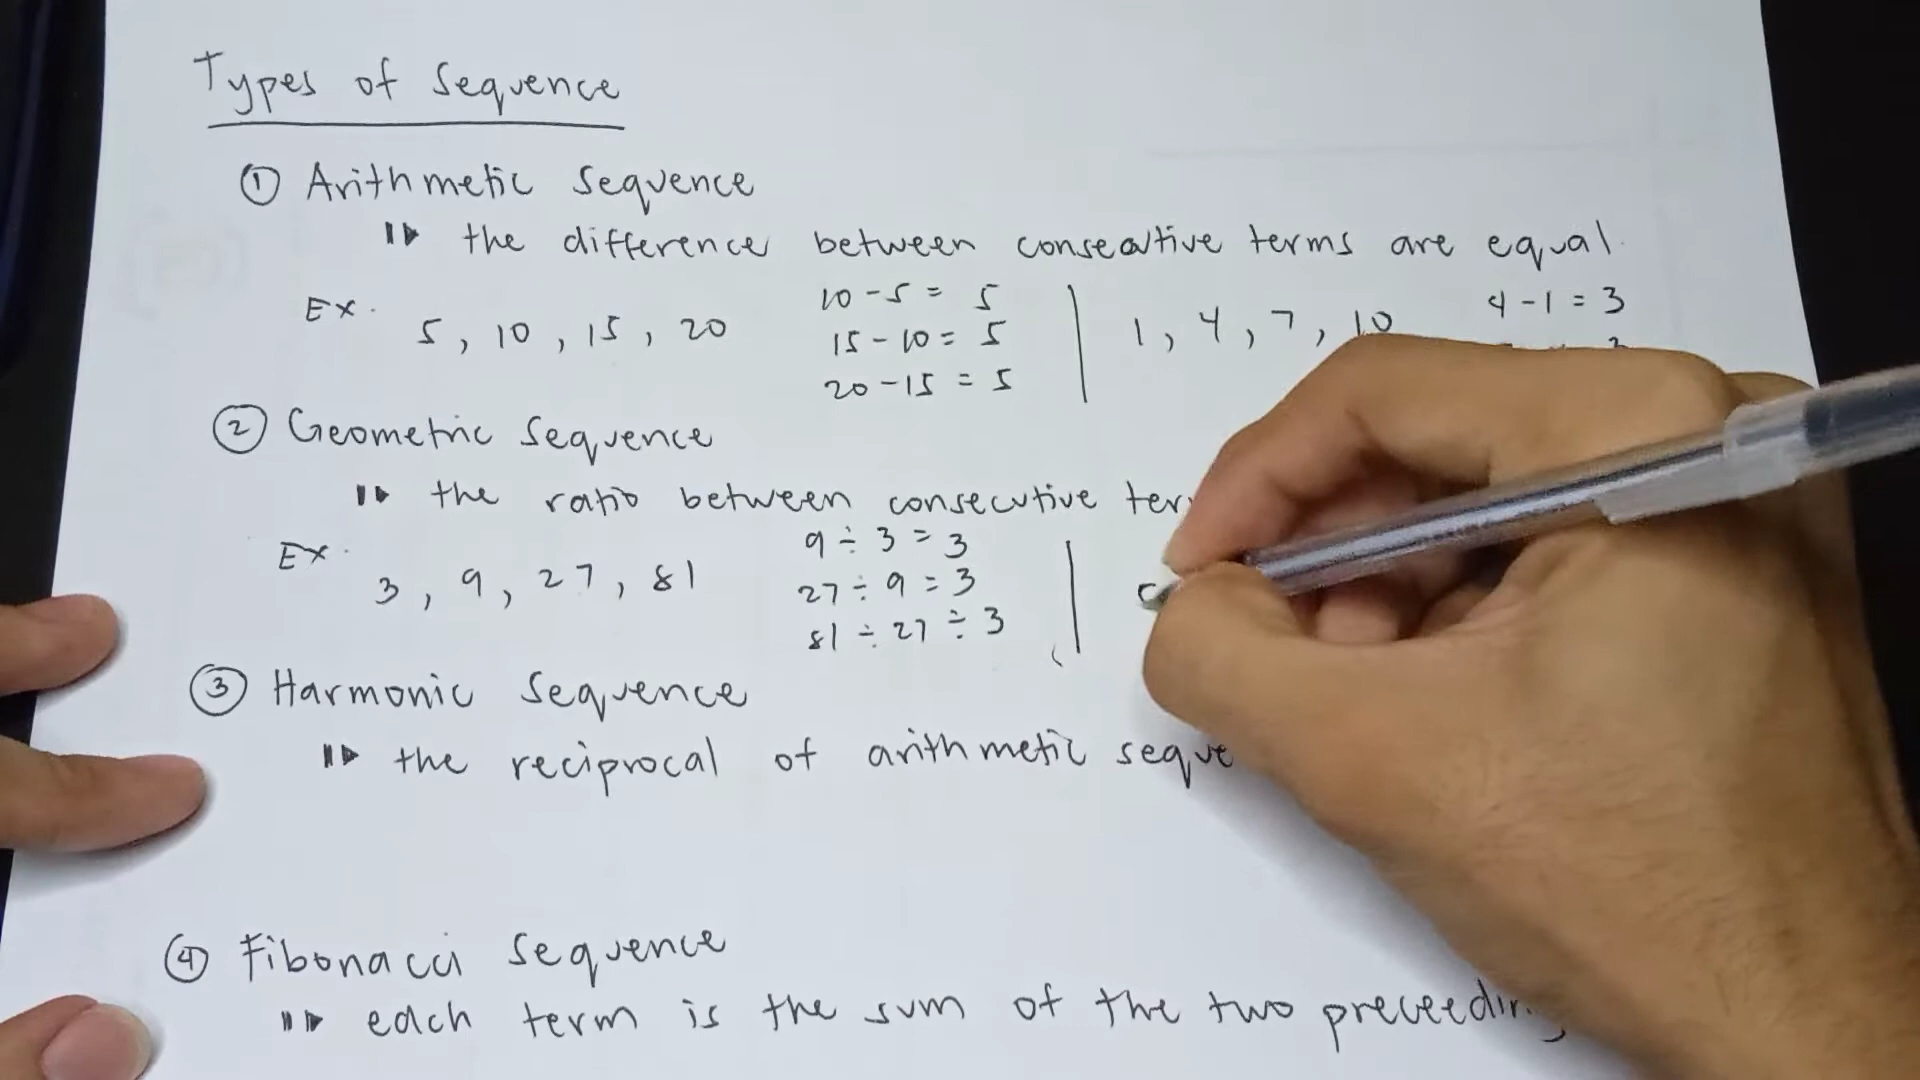 Types of Sequence
① Arithmetic Sequence
the difference between consecutive terms are equal.
Ex. 5, 10, 15, 20
10 - 5 = 5
15 - 10 = 5
20 - 15 = 5
1, 4, 7, 10
4 - 1 = 3
② Geometric Sequence
the ratio between consecutive
Ex. 3, 9, 27, 81
9 ÷ 3 = 3
27 ÷ 9 = 3
81 ÷ 27 ÷ 3
③ Harmonic Sequence
the reciprocal of arithmetic
④ Fibonacci Sequence
each term is the sum of the two preceeding